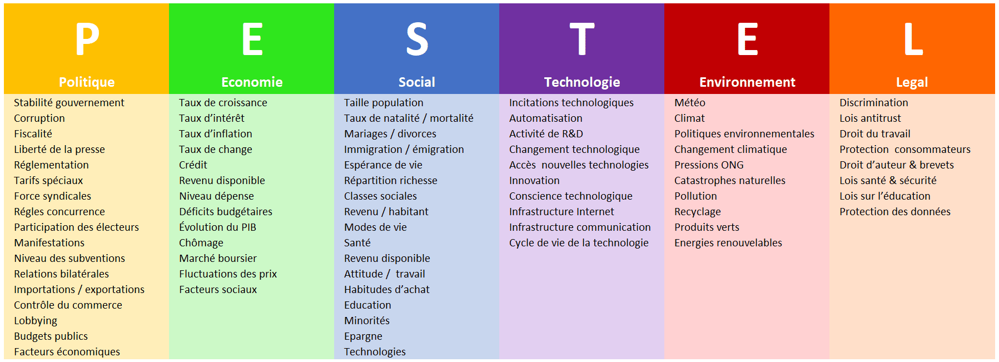 P
Politique
Stabilité gouvernement
Corruption
Fiscalité
Liberté de la presse
Réglementation
Tarifs spéciaux
Force syndicales
Régles concurrence
Participation des électeurs
Manifestations
Niveau des subventions
Relations bilatérales
Importations / exportations
Contrôle du commerce
Lobbying
Budgets publics
Facteurs économiques
E
Economie
Taux de croissance
Taux d’intérêt
Taux d’inflation
Taux de change
Crédit
Revenu disponible
Niveau dépense
Déficits budgétaires
Évolution du PIB
Chômage
Marché boursier
Fluctuations des prix
Facteurs sociaux
S
Social
Taille population
Taux de natalité / mortalité
Mariages / divorces
Immigration / émigration
Espérance de vie
Répartition richesse
Classes sociales
Revenu / habitant
Modes de vie
Santé
Revenu disponible
Attitude /  travail
Habitudes d’achat
Education
Minorités
Epargne
Technologies
T
Technologie
Incitations technologiques
Automatisation
Activité de R&D
Changement technologique
Accès  nouvelles technologies
Innovation
Conscience technologique
Infrastructure Internet
Infrastructure communication
Cycle de vie de la technologie
E
Environnement
Météo
Climat
Politiques environnementales
Changement climatique
Pressions ONG
Catastrophes naturelles
Pollution
Recyclage
Produits verts
Energies renouvelables
L
Legal
Discrimination
Lois antitrust
Droit du travail
Protection  consommateurs
Droit d’auteur & brevets
Lois santé & sécurité
Lois sur l’éducation
Protection des données